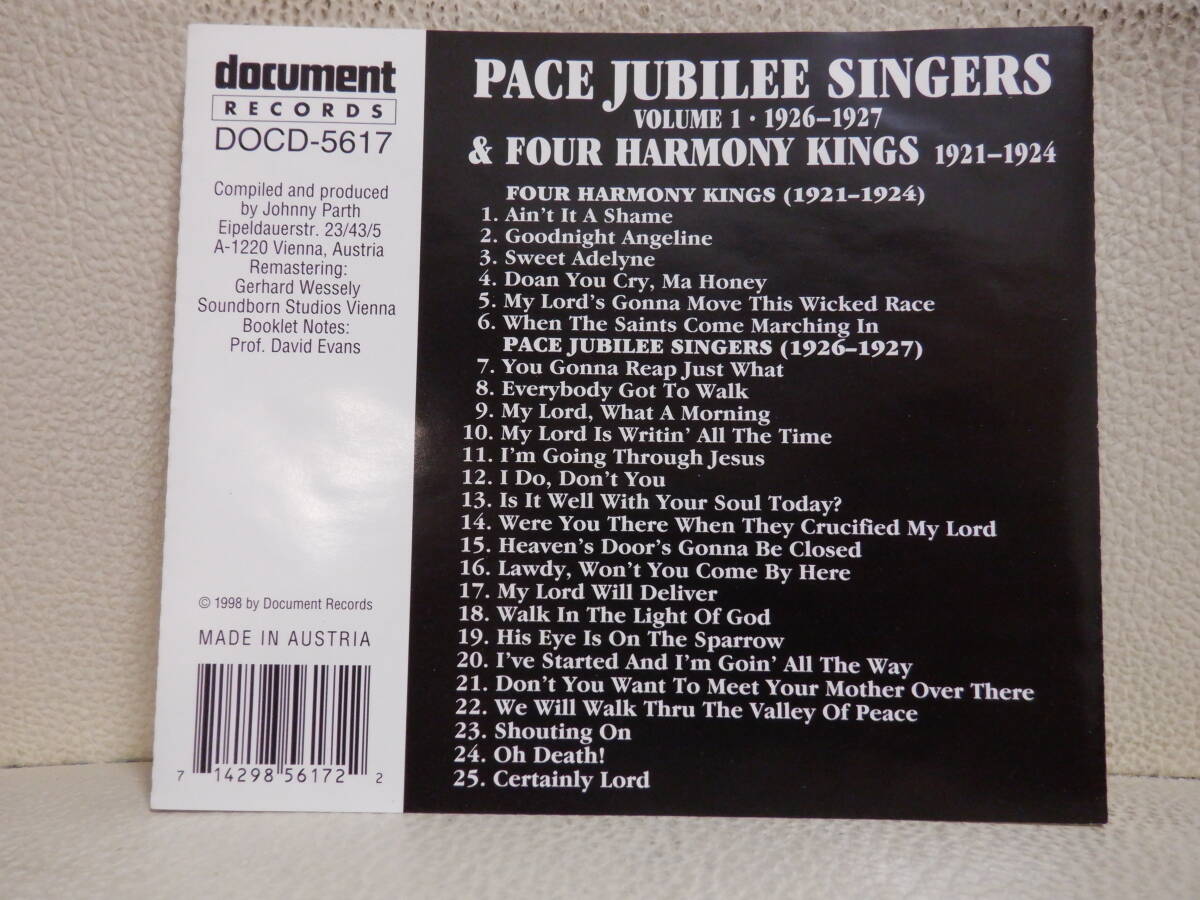 document
RECORDS
DOCD-5617
Compiled and produced
by Johnny Parth
Eipeldauerstr. 23/43/5
A-1220 Vienna, Austria
Remastering:
Gerhard Wessely
Soundborn Studios Vienna
Booklet Notes:
Prof. David Evans
© 1998 by Document Records
MADE IN AUSTRIA
7 14298 56172 2
PACE JUBILEE SINGERS
VOLUME 1 · 1926–1927
& FOUR HARMONY KINGS 1921–1924
FOUR HARMONY KINGS (1921–1924)
1. Ain't It A Shame
2. Goodnight Angeline
3. Sweet Adelyne
4. Doan You Cry, Ma Honey
5. My Lord's Gonna Move This Wicked Race
6. When The Saints Come Marching In
PACE JUBILEE SINGERS (1926–1927)
7. You Gonna Reap Just What
8. Everybody Got To Walk
9. My Lord, What A Morning
10. My Lord Is Writin' All The Time
11. I'm Going Through Jesus
12. I Do, Don't You
13. Is It Well With Your Soul Today?
14. Were You There When They Crucified My Lord
15. Heaven's Door's Gonna Be Closed
16. Lawdy, Won't You Come By Here
17. My Lord Will Deliver
18. Walk In The Light Of God
19. His Eye Is On The Sparrow
20. I've Started And I'm Goin' All The Way
21. Don't You Want To Meet Your Mother Over There
22. We Will Walk Thru The Valley Of Peace
23. Shouting On
24. Oh Death!
25. Certainly Lord